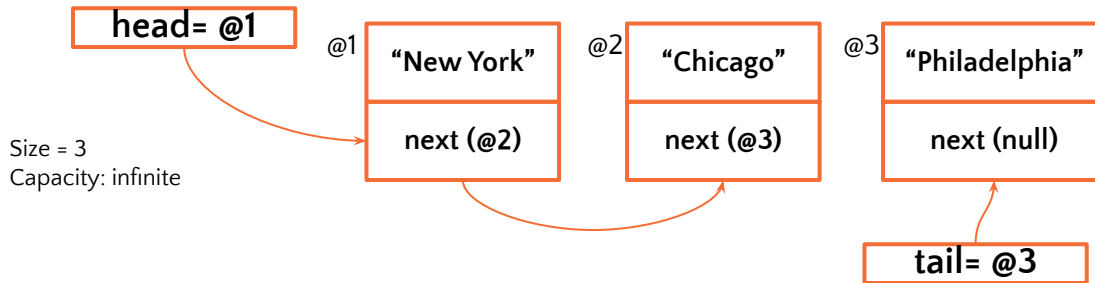 head= @1
@1
“New York”
next (@2)
@2
“Chicago”
next (@3)
@3
“Philadelphia”
next (null)
Size = 3
Capacity: infinite
tail= @3